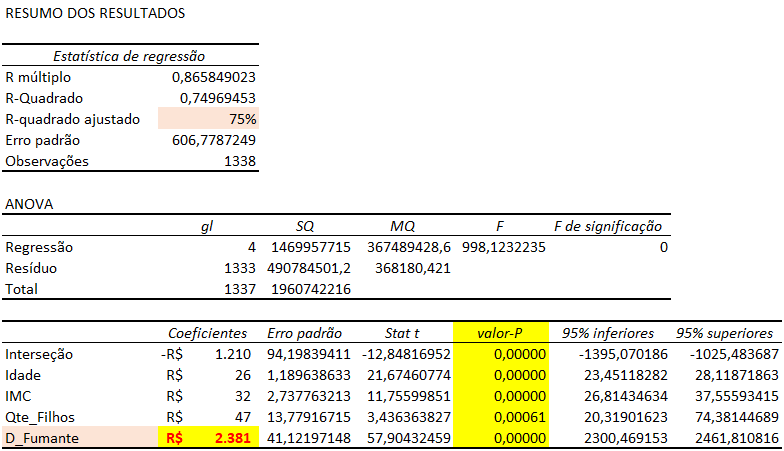 RESUMO DOS RESULTADOS
Estatística de regressão
R múltiplo 0,865849023
R-Quadrado 0,74969453
R-quadrado ajustado 75%
Erro padrão 606,7787249
Observações 1338
ANOVA
gl SQ MQ F F de significação
Regressão 4 1469957715 367489428,6 998,1232235 0
Resíduo 1333 490784501,2 368180,421
Total 1337 1960742216
Coeficientes Erro padrão Stat t valor-P 95% inferiores 95% superiores
Interseção -R$ 1.210 94,19839411 -12,84816952 0,00000 -1395,070186 -1025,483687
Idade R$ 26 1,189638633 21,67460774 0,00000 23,45118282 28,11871863
IMC R$ 32 2,737763213 11,75599851 0,00000 26,81434634 37,55593415
Qte_Filhos R$ 47 13,77916715 3,436363827 0,00061 20,31901623 74,38144689
D_Fumante R$ 2.381 41,12197148 57,90432459 0,00000 2300,469153 2461,810816